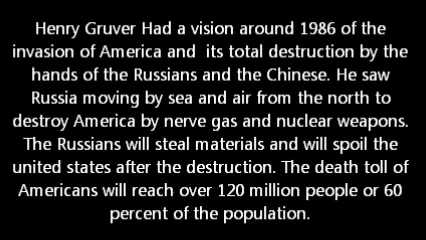 Henry Gruver Had a vision around 1986 of the
invasion of America and  its total destruction by the
hands of the Russians and the Chinese. He saw
Russia moving by sea and air from the north to
destroy America by nerve gas and nuclear weapons.
The Russians will steal materials and will spoil the
united states after the destruction. The death toll of
Americans will reach over 120 million people or 60
percent of the population.